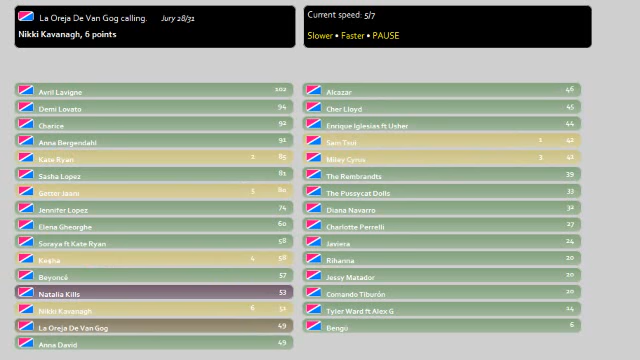 La Oreja De Van Gog calling. Jury 28/31
Nikki Kavanagh, 6 points
Current speed: 5/7
Slower • Faster • PAUSE
Avril Lavigne 102
Demi Lovato 94
Charice 92
Anna Bergendahl 91
Kate Ryan 2 85
Sasha Lopez 81
Getter Jaani 5 80
Jennifer Lopez 74
Elena Gheorghe 60
Soraya ft Kate Ryan 58
Ke$ha 4 58
Beyoncé 57
Natalia Kills 53
Nikki Kavanagh 6 51
La Oreja De Van Gog 49
Anna David 49
Alcazar 46
Cher Lloyd 45
Enrique Iglesias ft Usher 44
Sam Tsui 1 42
Miley Cyrus 3 41
The Rembrandts 39
The Pussycat Dolls 33
Diana Navarro 32
Charlotte Perrelli 27
Javiera 24
Rihanna 20
Jessy Matador 20
Comando Tiburón 20
Tyler Ward ft Alex G 14
Bengü 6